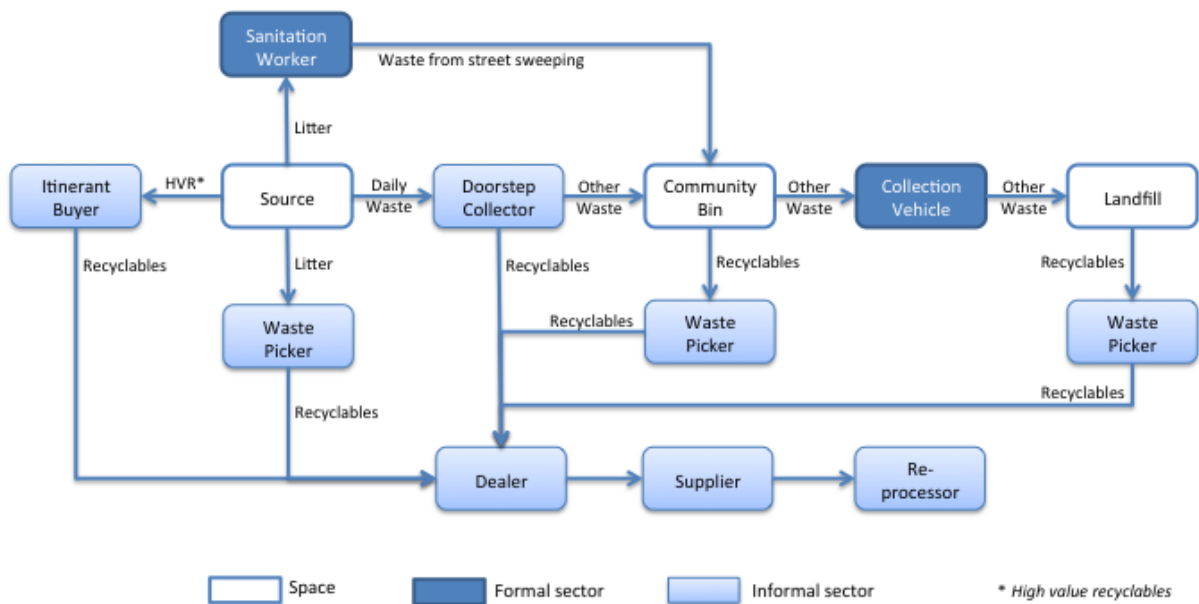 Sanitation
Worker
Waste from street sweeping
Litter
Itinerant
Buyer
HVR*
Source
Daily
Waste
Doorstep
Collector
Other
Waste
Community
Bin
Other
Waste
Collection
Vehicle
Other
Waste
Landfill
Recyclables
Litter
Recyclables
Recyclables
Recyclables
Waste
Picker
Recyclables
Waste
Picker
Waste
Picker
Recyclables
Recyclables
Dealer
Supplier
Re-
processor
Space
Formal sector
Informal sector
* High value recyclables